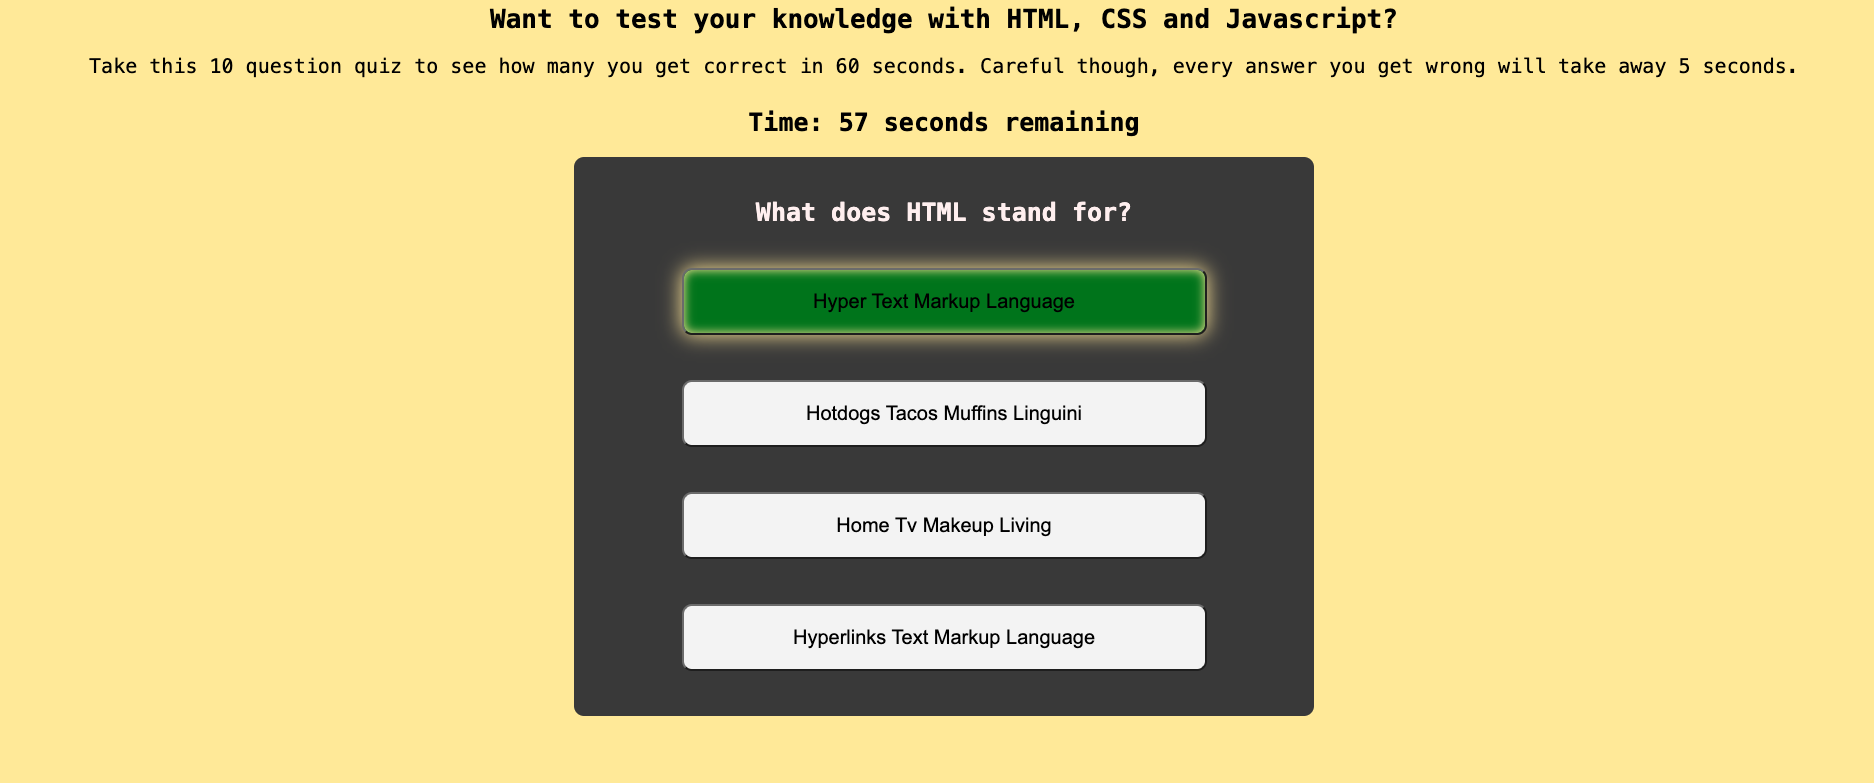 Want to test your knowledge with HTML, CSS and Javascript?
Take this 10 question quiz to see how many you get correct in 60 seconds. Careful though, every answer you get wrong will take away 5 seconds.
Time: 57 seconds remaining
What does HTML stand for?
Hyper Text Markup Language
Hotdogs Tacos Muffins Linguini
Home Tv Makeup Living
Hyperlinks Text Markup Language